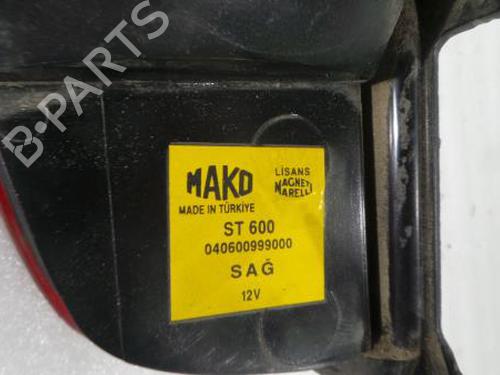 B-PARTS
MAKO
MADE IN TÜRKİYE
LİSANS
MAGNETI
MARELLI
ST 600
040600999000
SAĞ
12V